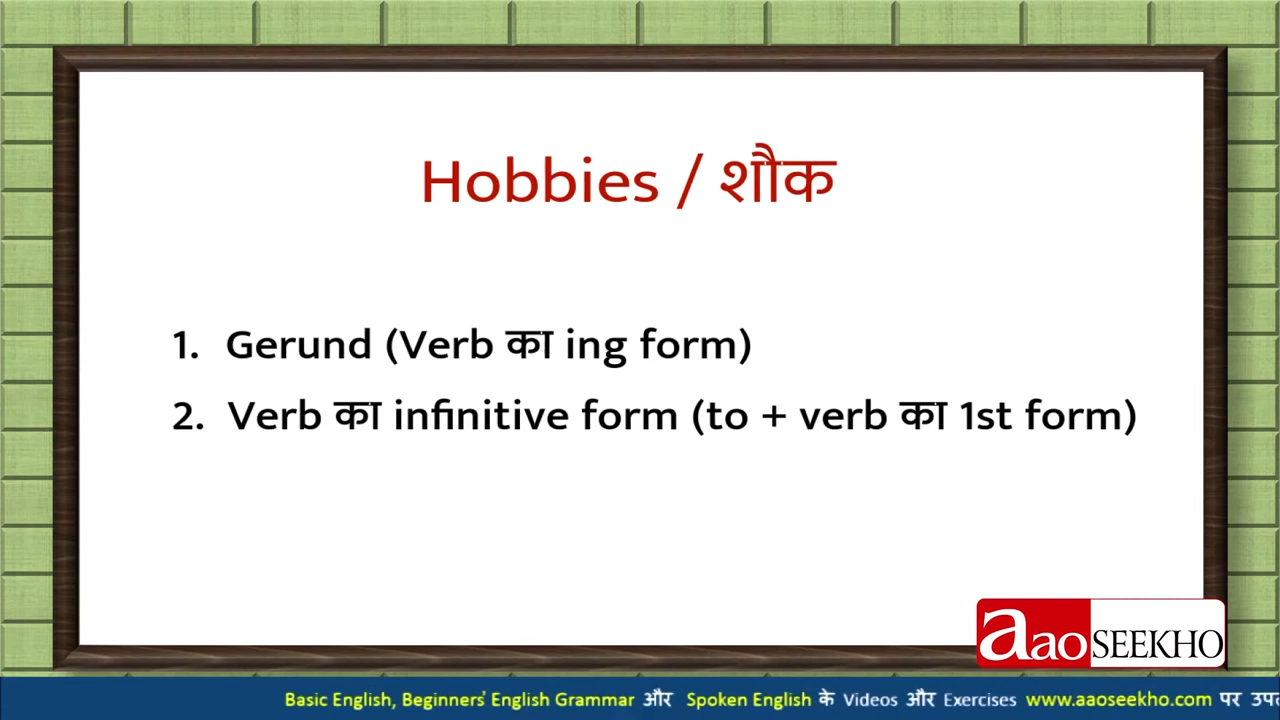 Hobbies / शौक
1. Gerund (Verb का ing form)
2. Verb का infinitive form (to + verb का 1st form)
aaoSEEKHO
Basic English, Beginners' English Grammar और Spoken English के Videos और Exercises www.aaoseekho.com पर